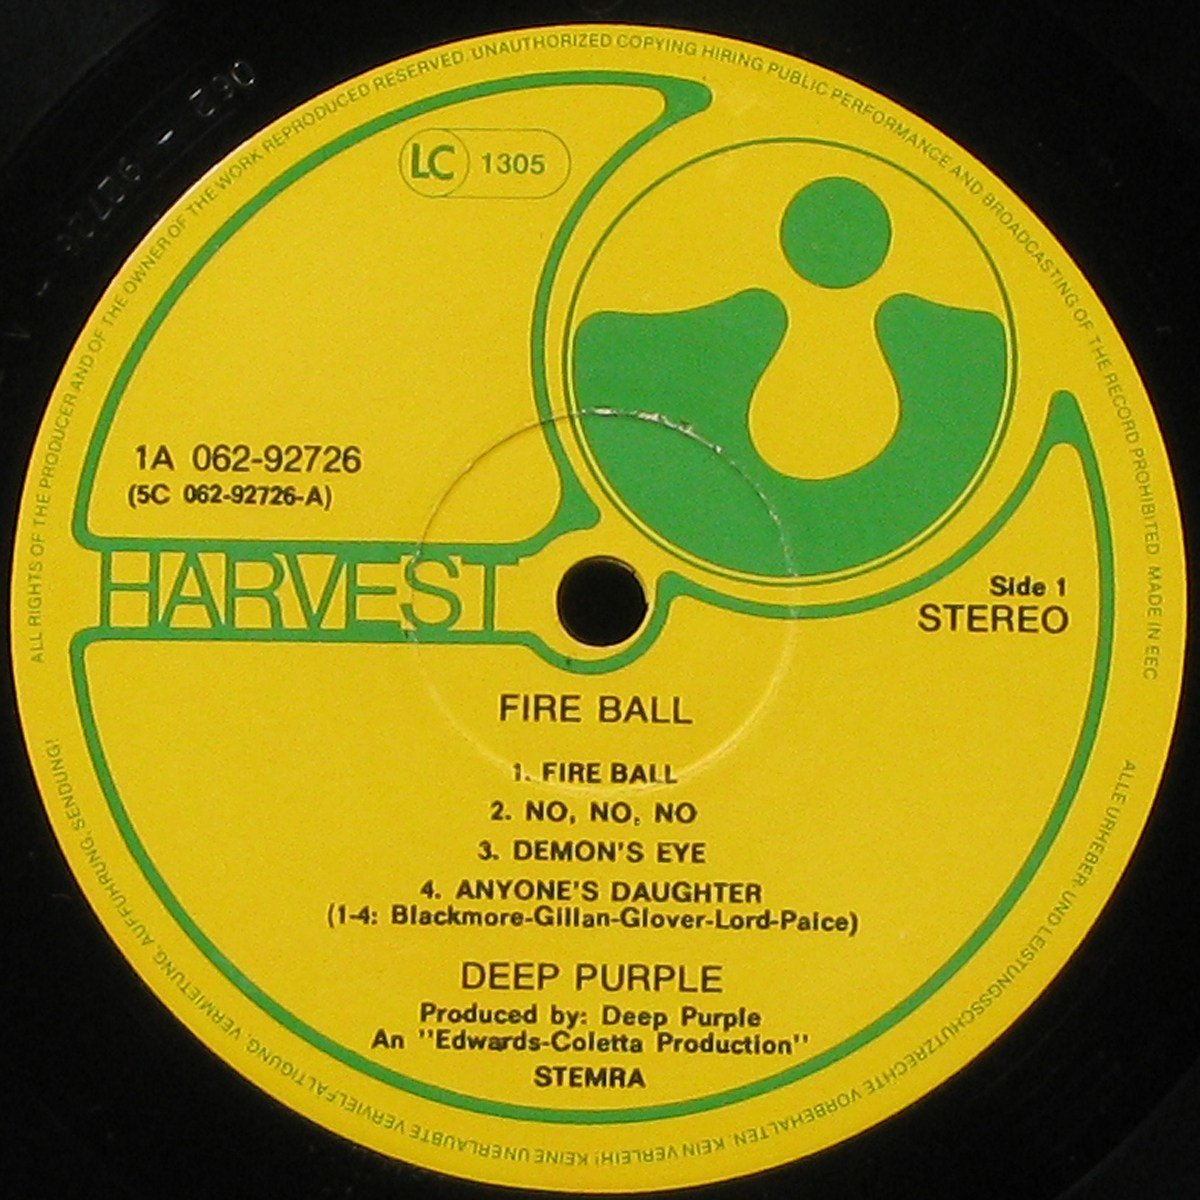 ALL RIGHTS OF THE PRODUCER AND OF THE OWNER OF THE WORK REPRODUCED RESERVED. UNAUTHORIZED COPYING HIRING PUBLIC PERFORMANCE AND BROADCASTING OF THE RECORD PROHIBITED. MADE IN EEC
LC 1305
1A 062-92726
(5C 062-92726-A)
HARVEST
Side 1
STEREO
FIRE BALL
1. FIRE BALL
2. NO, NO, NO
3. DEMON'S EYE
4. ANYONE'S DAUGHTER
(1-4: Blackmore-Gillan-Glover-Lord-Paice)
DEEP PURPLE
Produced by: Deep Purple
An "Edwards-Coletta Production"
STEMRA
ALLE URHEBER- UND LEISTUNGSSCHUTZRECHTE VORBEHALTEN. KEIN VERLEIH! KEINE UNERLAUBTE VERVIELFÄLTIGUNG, VERMIETUNG, AUFFÜHRUNG, SENDUNG!